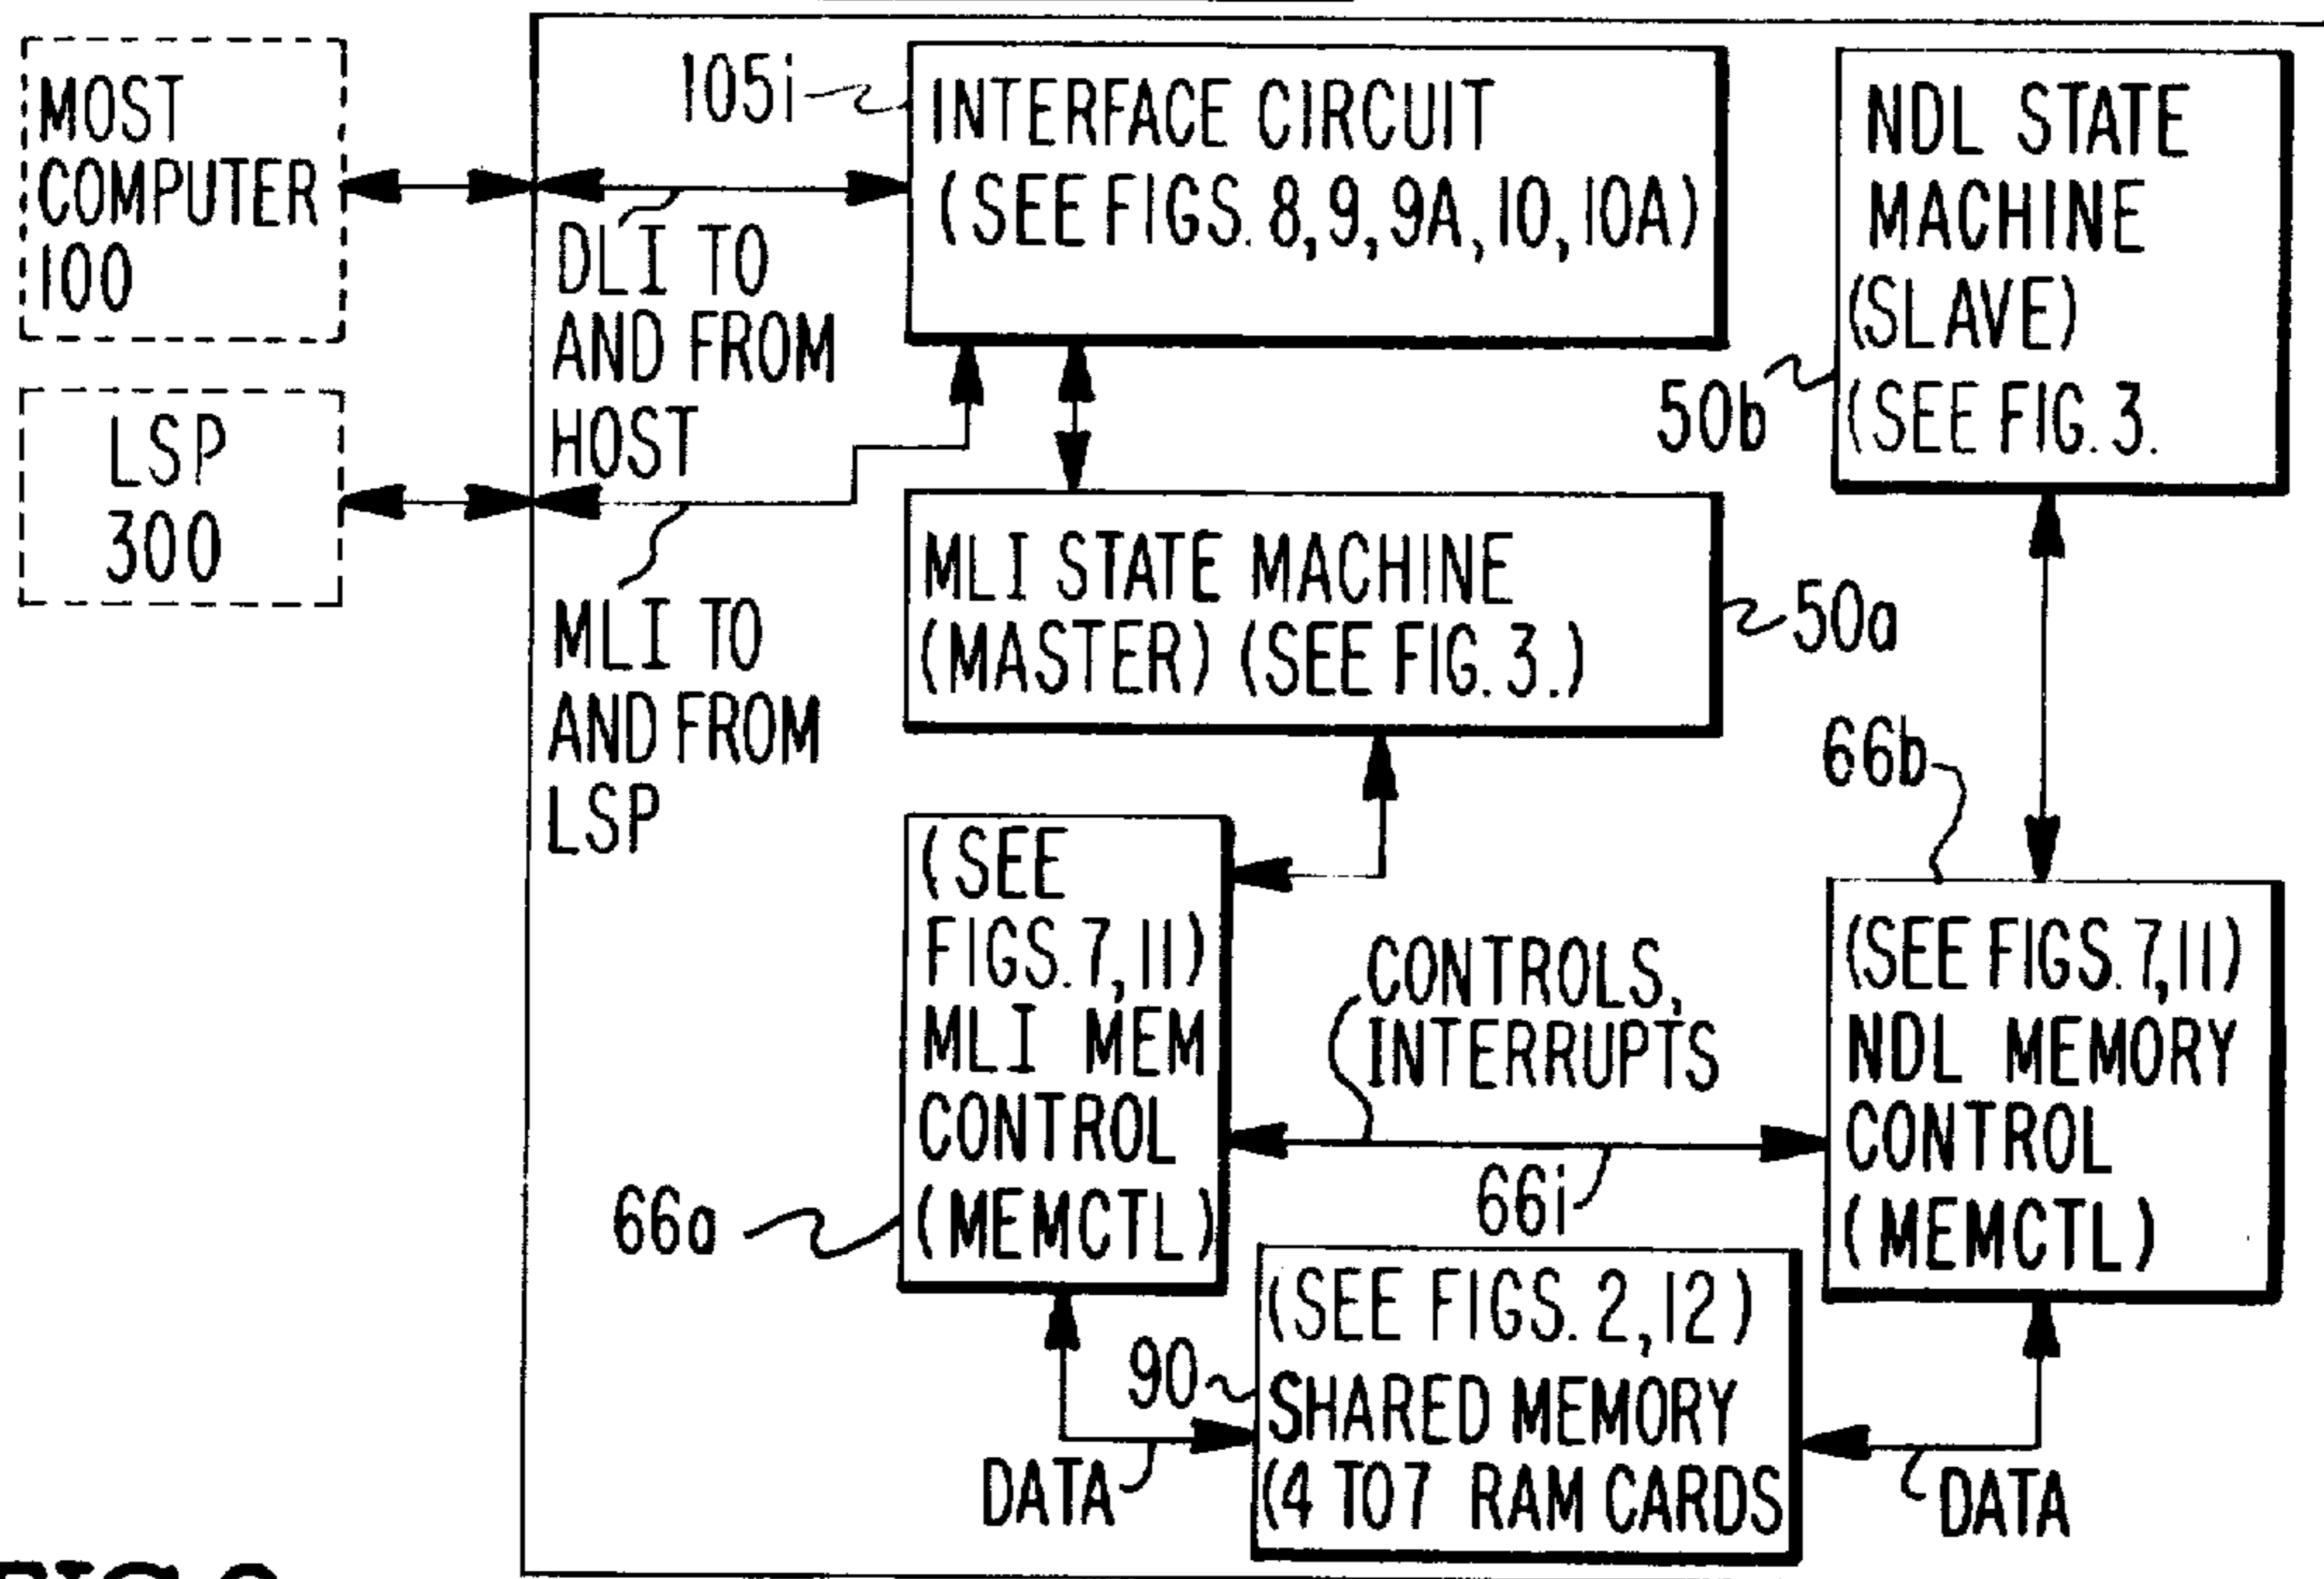 MOST
COMPUTER
100
LSP
300
105i
INTERFACE CIRCUIT
(SEE FIGS. 8,9,9A,10,10A)
NDL STATE
MACHINE
(SLAVE)
(SEE FIG. 3.
50b
DLI TO
AND FROM
HOST
MLI TO
AND FROM
LSP
MLI STATE MACHINE
(MASTER) (SEE FIG. 3.)
50a
66b
(SEE
FIGS. 7,11)
MLI MEM
CONTROL
(MEMCTL)
66a
CONTROLS,
INTERRUPTS
66i
(SEE FIGS. 7,11)
NDL MEMORY
CONTROL
(MEMCTL)
(SEE FIGS. 2,12)
SHARED MEMORY
(4 TO 7 RAM CARDS
90
DATA
DATA